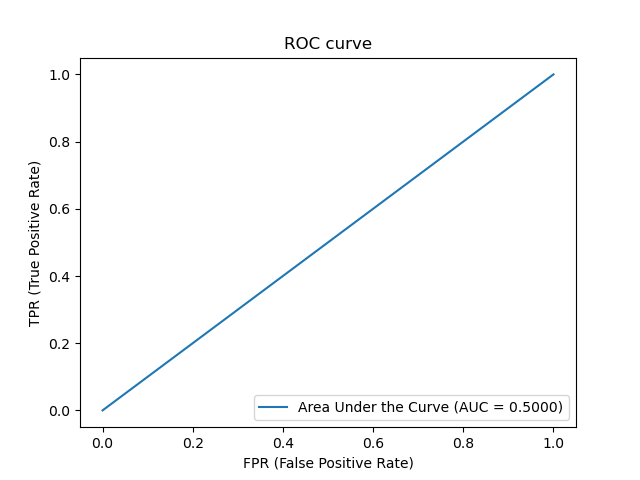 ROC curve
TPR (True Positive Rate)
1.0
0.8
0.6
0.4
0.2
0.0
Area Under the Curve (AUC = 0.5000)
0.0 0.2 0.4 0.6 0.8 1.0
FPR (False Positive Rate)